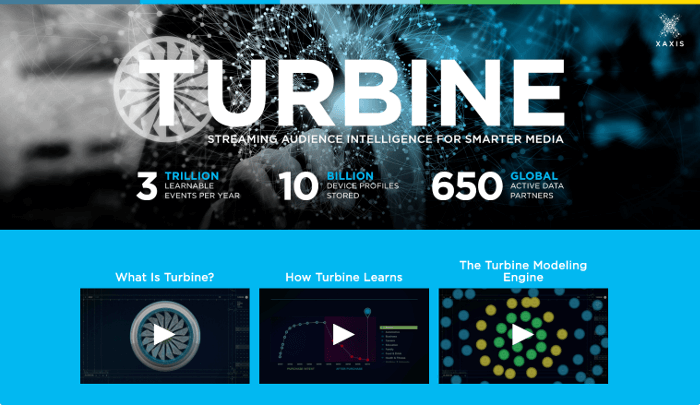 XAXIS
TURBINE
STREAMING AUDIENCE INTELLIGENCE FOR SMARTER MEDIA
3 TRILLION
LEARNABLE
EVENTS PER YEAR
10 BILLION
DEVICE PROFILES
STORED
650 GLOBAL
ACTIVE DATA
PARTNERS
What Is Turbine?
How Turbine Learns
The Turbine Modeling
Engine